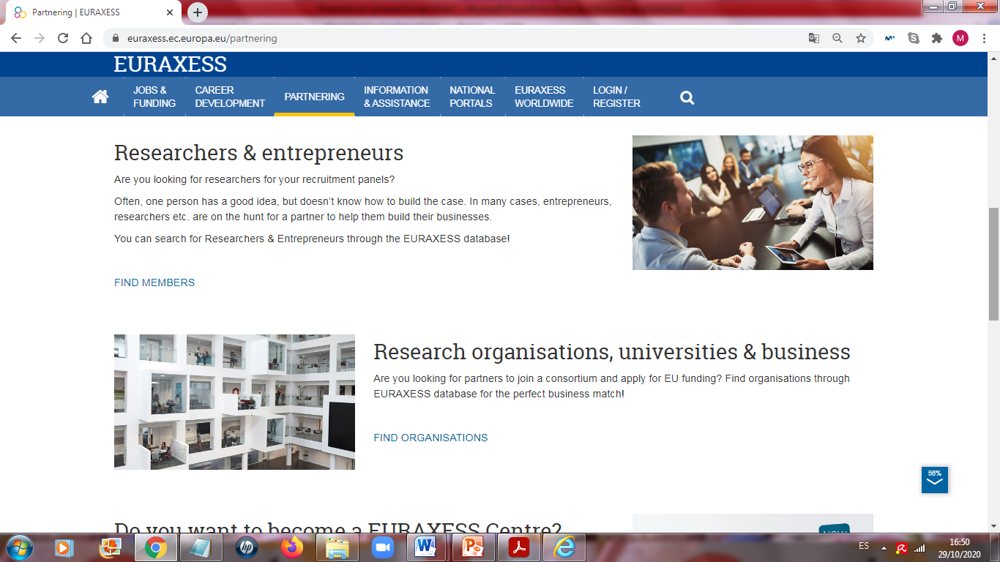 Partnering | EURAXESS
euraxess.ec.europa.eu/partnering
M
EURAXESS
JOBS &
FUNDING
CAREER
DEVELOPMENT
PARTNERING
INFORMATION
& ASSISTANCE
NATIONAL
PORTALS
EURAXESS
WORLDWIDE
LOGIN /
REGISTER
Researchers & entrepreneurs
Are you looking for researchers for your recruitment panels?
Often, one person has a good idea, but doesn’t know how to build the case. In many cases, entrepreneurs,
researchers etc. are on the hunt for a partner to help them build their businesses.
You can search for Researchers & Entrepreneurs through the EURAXESS database!
FIND MEMBERS
Research organisations, universities & business
Are you looking for partners to join a consortium and apply for EU funding? Find organisations through
EURAXESS database for the perfect business match!
FIND ORGANISATIONS
56%
Do you want to become a EURAXESS Centre?
NOW
hp
ES
16:50
29/10/2020